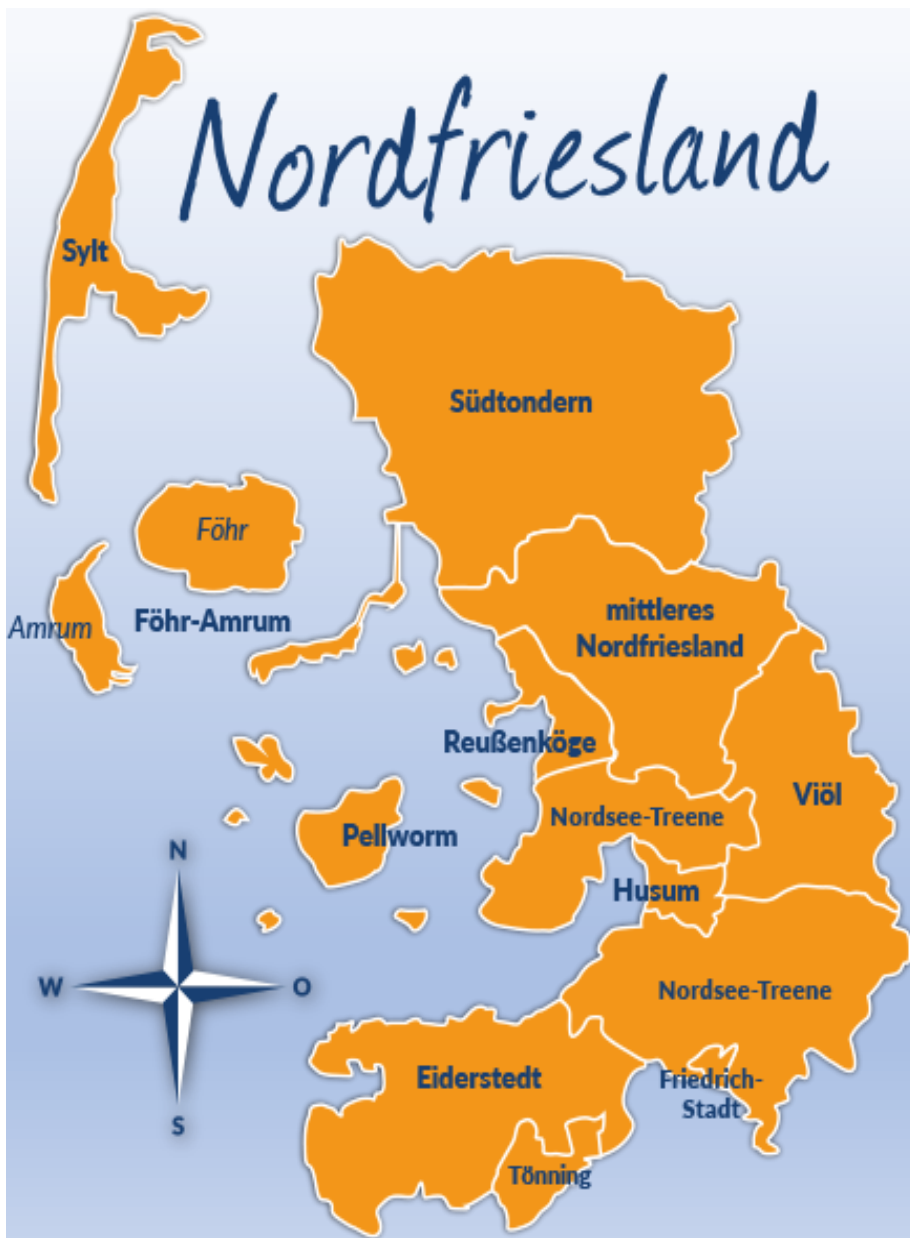 Nordfriesland
Sylt
Südtondern
Föhr
Amrum
Föhr-Amrum
mittleres
Nordfriesland
Reußenköge
Viöl
Nordsee-Treene
Pellworm
N
Husum
W
O
Nordsee-Treene
Eiderstedt
Friedrich-
Stadt
S
Tönning